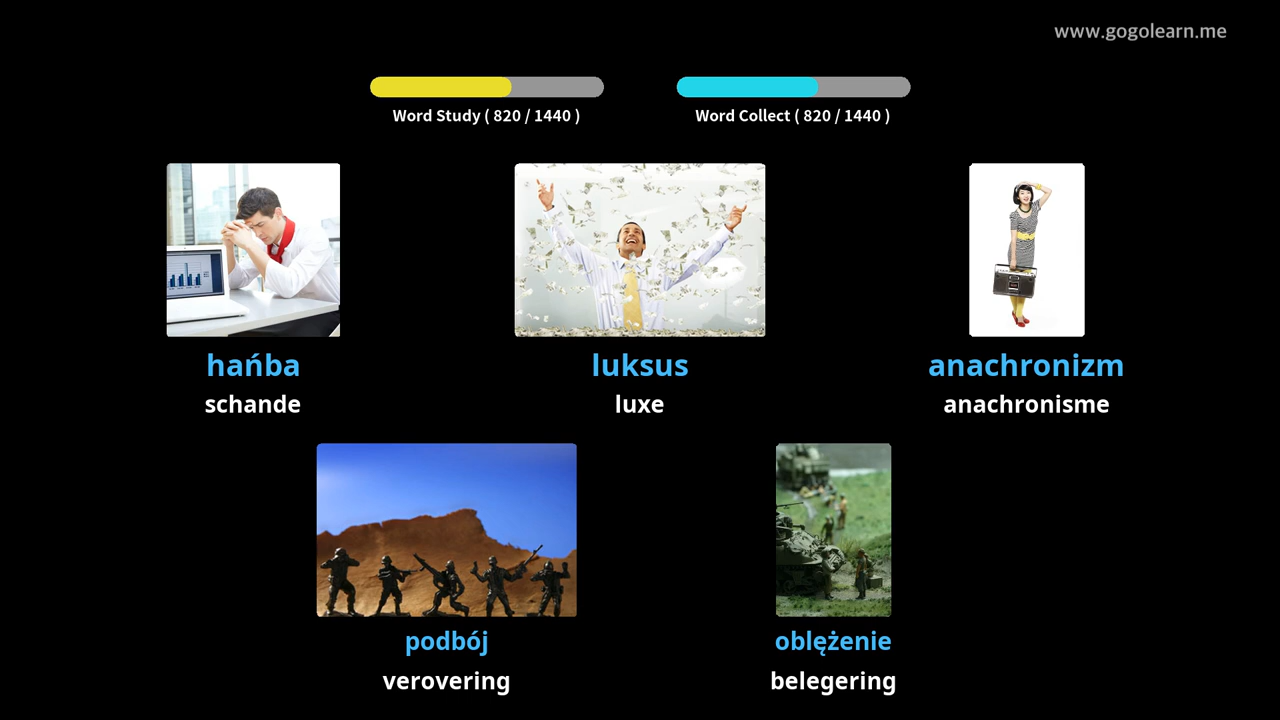 www.gogolearn.me
Word Study ( 820 / 1440 )
Word Collect ( 820 / 1440 )
hańba
schande
luksus
luxe
anachronizm
anachronisme
podbój
verovering
oblężenie
belegering